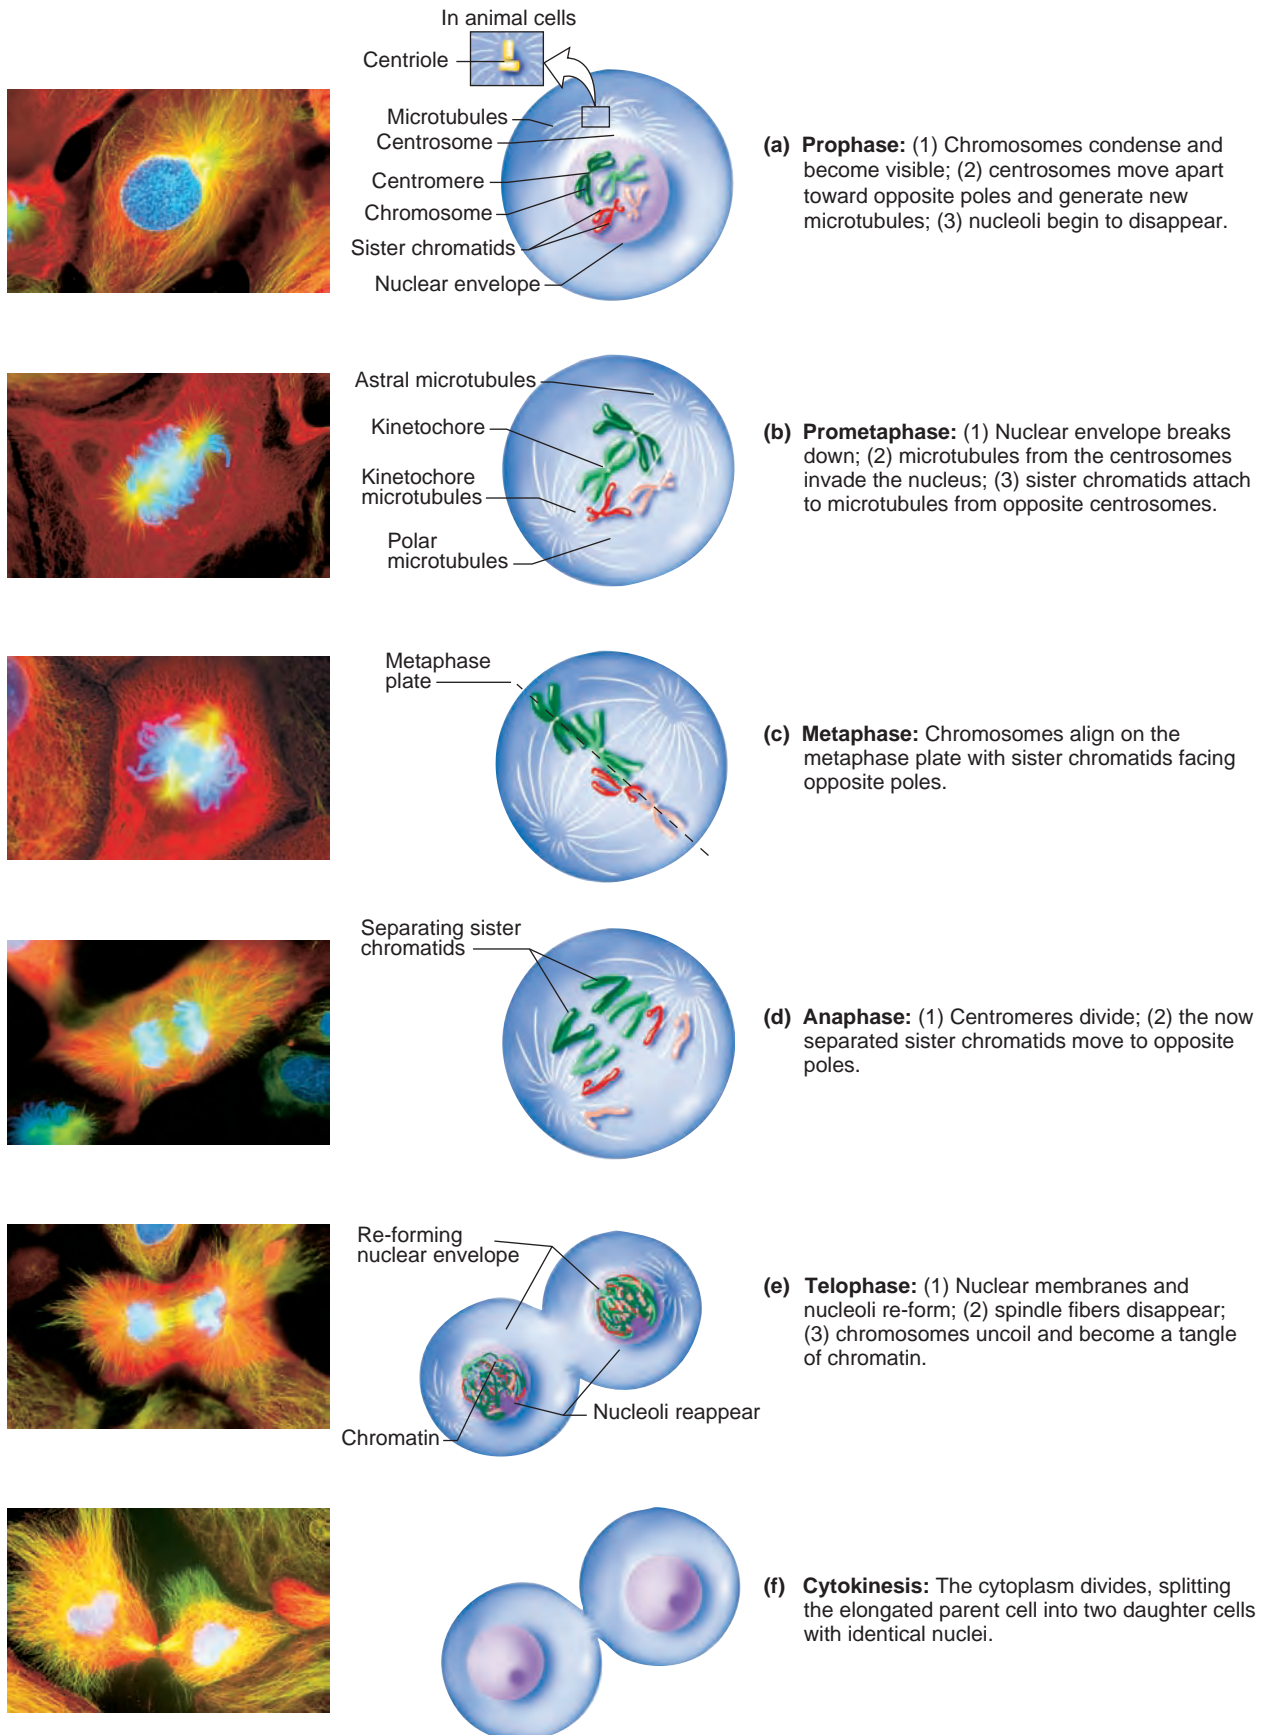 In animal cells
Centriole
Microtubules
Centrosome
Centromere
Chromosome
Sister chromatids
Nuclear envelope
(a) Prophase: (1) Chromosomes condense and
become visible; (2) centrosomes move apart
toward opposite poles and generate new
microtubules; (3) nucleoli begin to disappear.
Astral microtubules
Kinetochore
Kinetochore
microtubules
Polar
microtubules
(b) Prometaphase: (1) Nuclear envelope breaks
down; (2) microtubules from the centrosomes
invade the nucleus; (3) sister chromatids attach
to microtubules from opposite centrosomes.
Metaphase
plate
(c) Metaphase: Chromosomes align on the
metaphase plate with sister chromatids facing
opposite poles.
Separating sister
chromatids
(d) Anaphase: (1) Centromeres divide; (2) the now
separated sister chromatids move to opposite
poles.
Re-forming
nuclear envelope
Nucleoli reappear
Chromatin
(e) Telophase: (1) Nuclear membranes and
nucleoli re-form; (2) spindle fibers disappear;
(3) chromosomes uncoil and become a tangle
of chromatin.
(f) Cytokinesis: The cytoplasm divides, splitting
the elongated parent cell into two daughter cells
with identical nuclei.